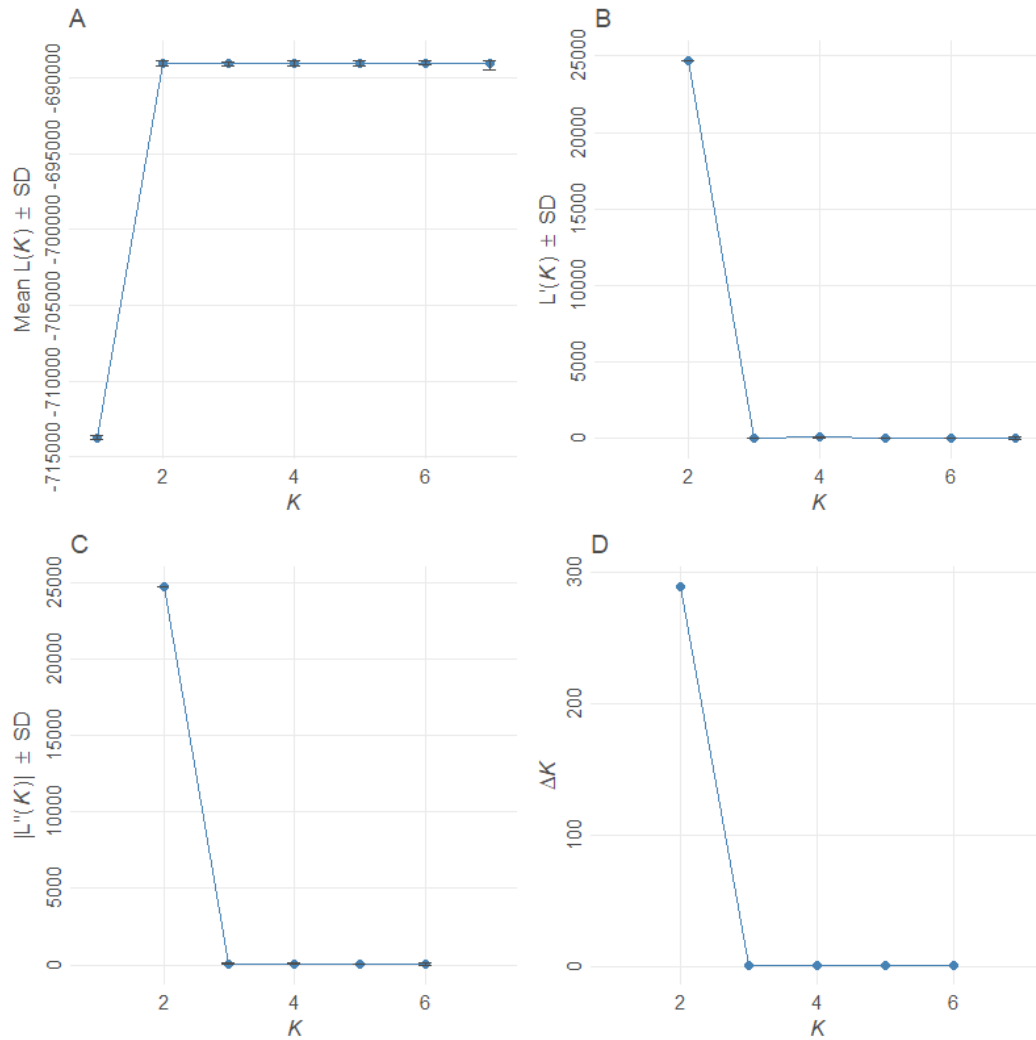 A
Mean L(K) ± SD
-715000 -710000 -705000 -700000 -695000 -690000
2 4 6
K
B
L'(K) ± SD
0 5000 10000 15000 20000 25000
2 4 6
K
C
|L''(K)| ± SD
0 5000 10000 15000 20000 25000
2 4 6
K
D
ΔK
0 100 200 300
2 4 6
K